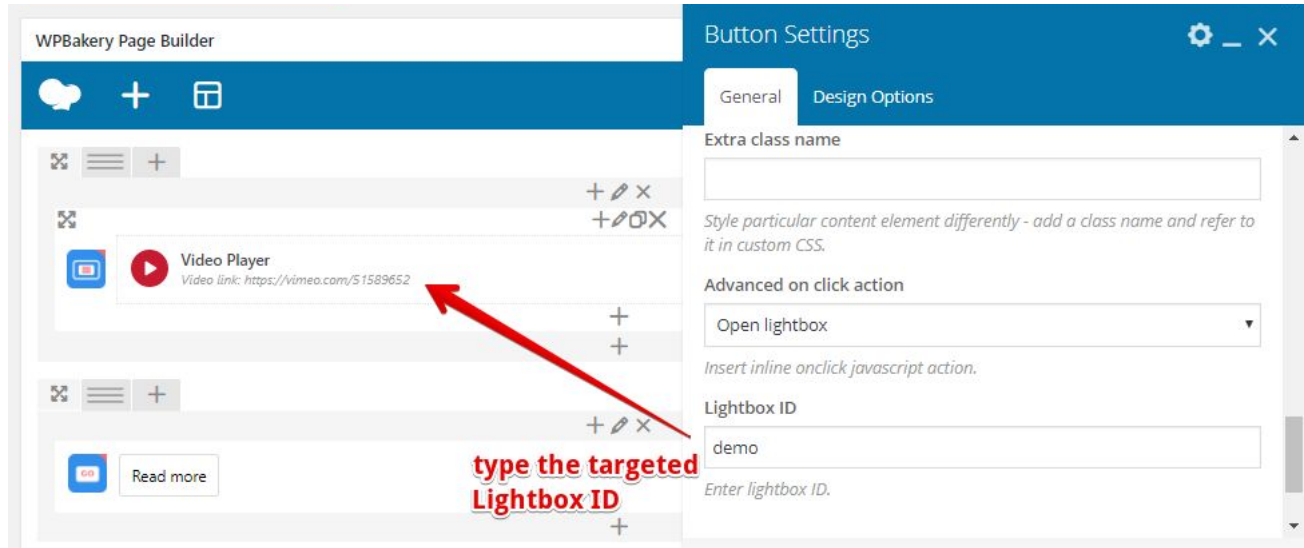 WPBakery Page Builder
Video Player
Video link: https://vimeo.com/51589652
GO
Read more
type the targeted
Lightbox ID
Button Settings
General
Design Options
Extra class name
Style particular content element differently - add a class name and refer to
it in custom CSS.
Advanced on click action
Open lightbox
Insert inline onclick javascript action.
Lightbox ID
demo
Enter lightbox ID.